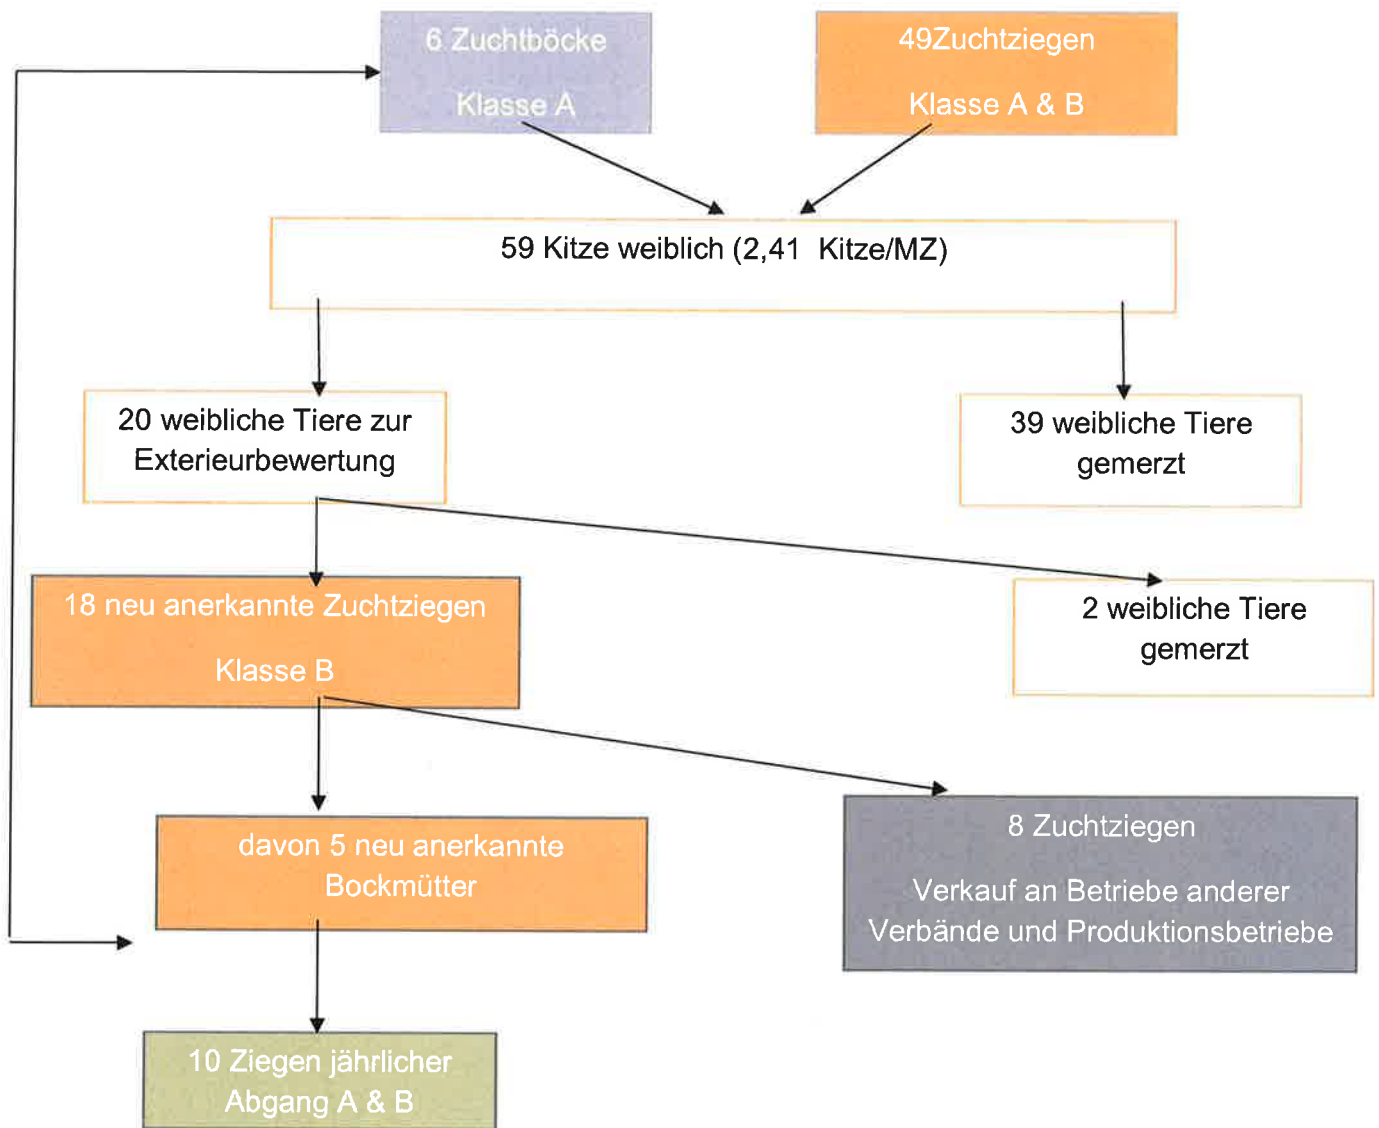 6 Zuchtböcke
Klasse A
49Zuchtziegen
Klasse A & B
59 Kitze weiblich (2,41 Kitze/MZ)
20 weibliche Tiere zur
Exterieurbewertung
39 weibliche Tiere
gemerzt
18 neu anerkannte Zuchtziegen
Klasse B
2 weibliche Tiere
gemerzt
davon 5 neu anerkannte
Bockmütter
8 Zuchtziegen
Verkauf an Betriebe anderer
Verbände und Produktionsbetriebe
10 Ziegen jährlicher
Abgang A & B